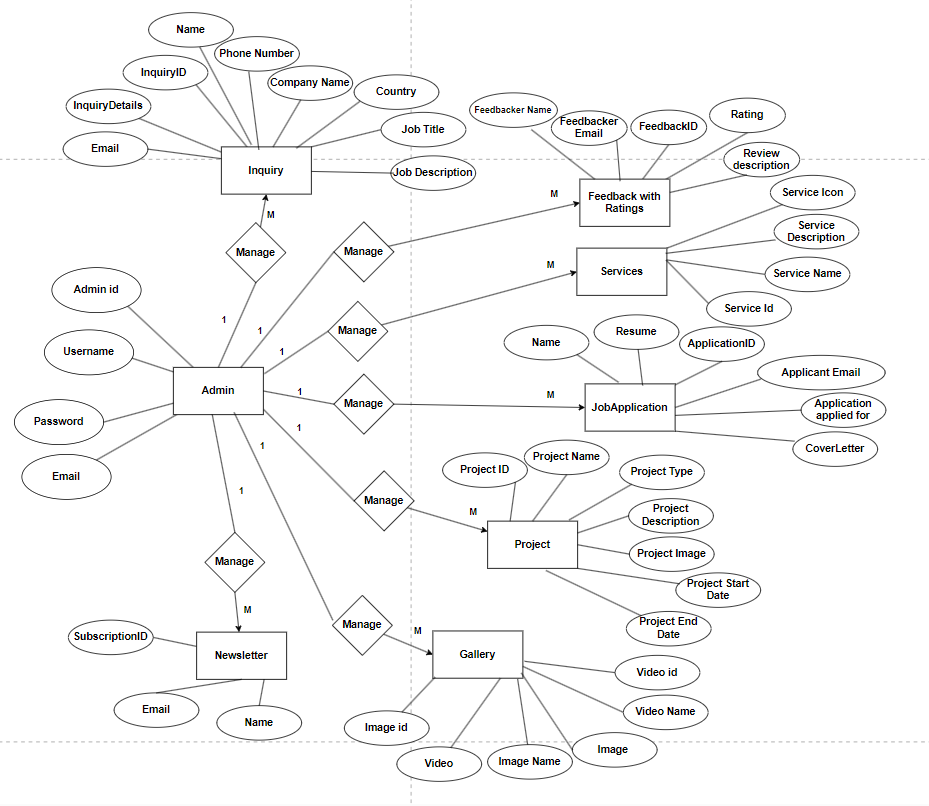 Name
Phone Number
InquiryID
Company Name
Country
InquiryDetails
Job Title
Email
Job Description
Inquiry
M
Manage
Feedbacker Name
Feedbacker
Email
FeedbackID
Rating
Review
description
M
Feedback with
Ratings
Manage
Service Icon
Service
Description
Service Name
Service Id
M
Services
Manage
Admin id
Username
Password
Email
Admin
1
1
1
1
1
1
1
Name
Resume
ApplicationID
Applicant Email
Application
applied for
CoverLetter
M
JobApplication
Manage
Project ID
Project Name
Project Type
Project
Description
Project Image
Project Start
Date
Project End
Date
M
Project
Manage
Manage
M
Newsletter
SubscriptionID
Email
Name
Manage
M
Gallery
Video id
Video Name
Image id
Video
Image Name
Image